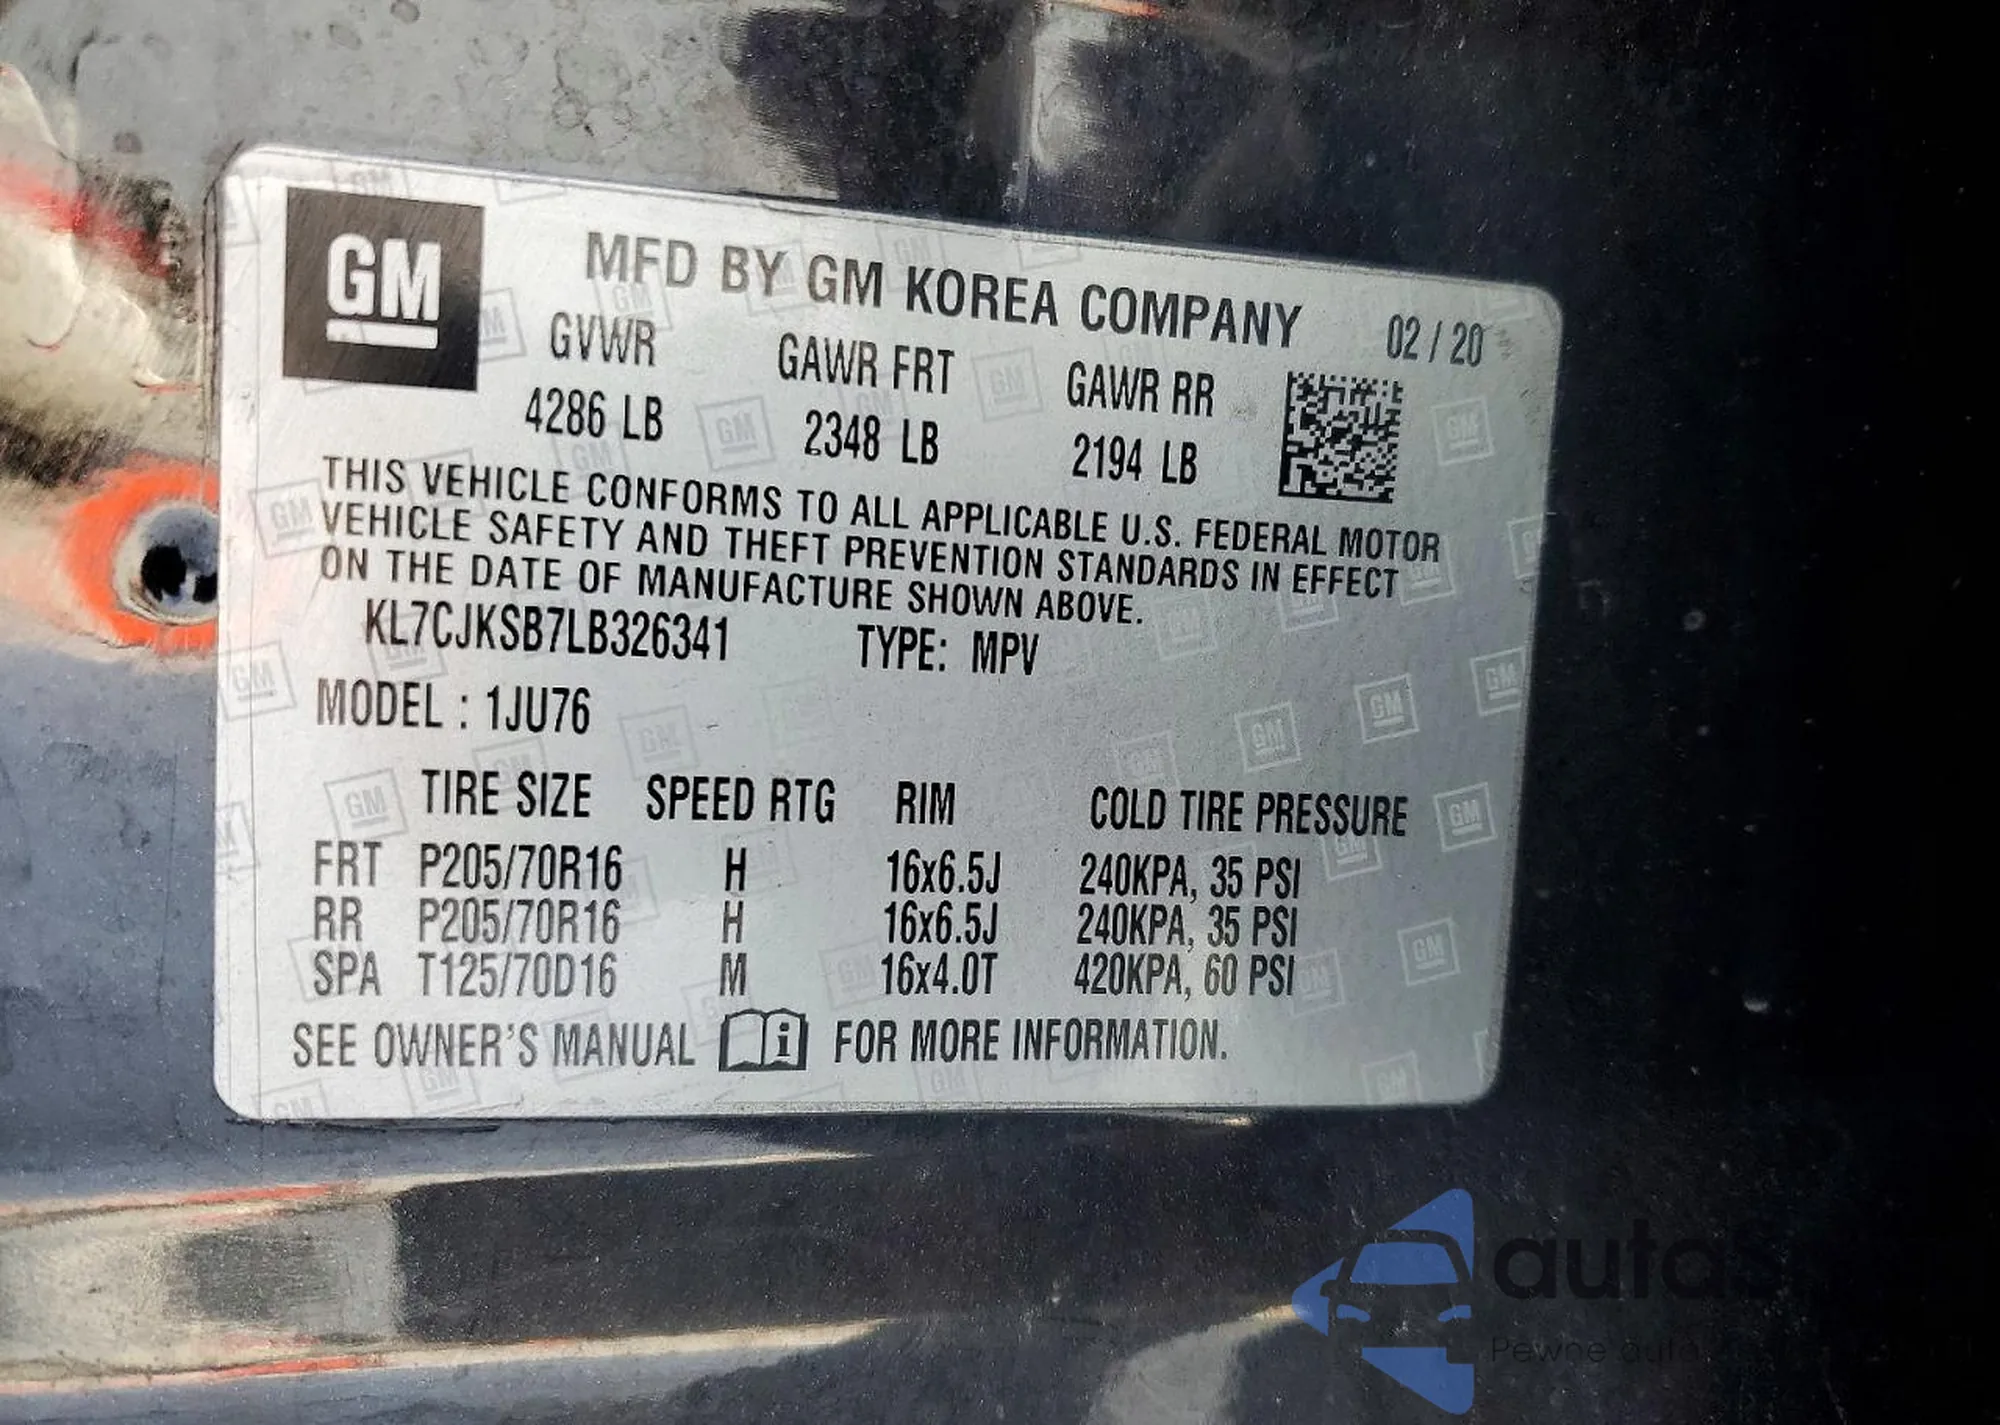 GM
MFD BY GM KOREA COMPANY 02 / 20
GVWR GAWR FRT GAWR RR
4286 LB 2348 LB 2194 LB
THIS VEHICLE CONFORMS TO ALL APPLICABLE U.S. FEDERAL MOTOR
VEHICLE SAFETY AND THEFT PREVENTION STANDARDS IN EFFECT
ON THE DATE OF MANUFACTURE SHOWN ABOVE.
KL7CJKSB7LB326341 TYPE: MPV
MODEL : 1JU76
TIRE SIZE SPEED RTG RIM COLD TIRE PRESSURE
FRT P205/70R16 H 16x6.5J 240KPA, 35 PSI
RR P205/70R16 H 16x6.5J 240KPA, 35 PSI
SPA T125/70D16 M 16x4.0T 420KPA, 60 PSI
SEE OWNER'S MANUAL i FOR MORE INFORMATION.
autas
Pewne auta